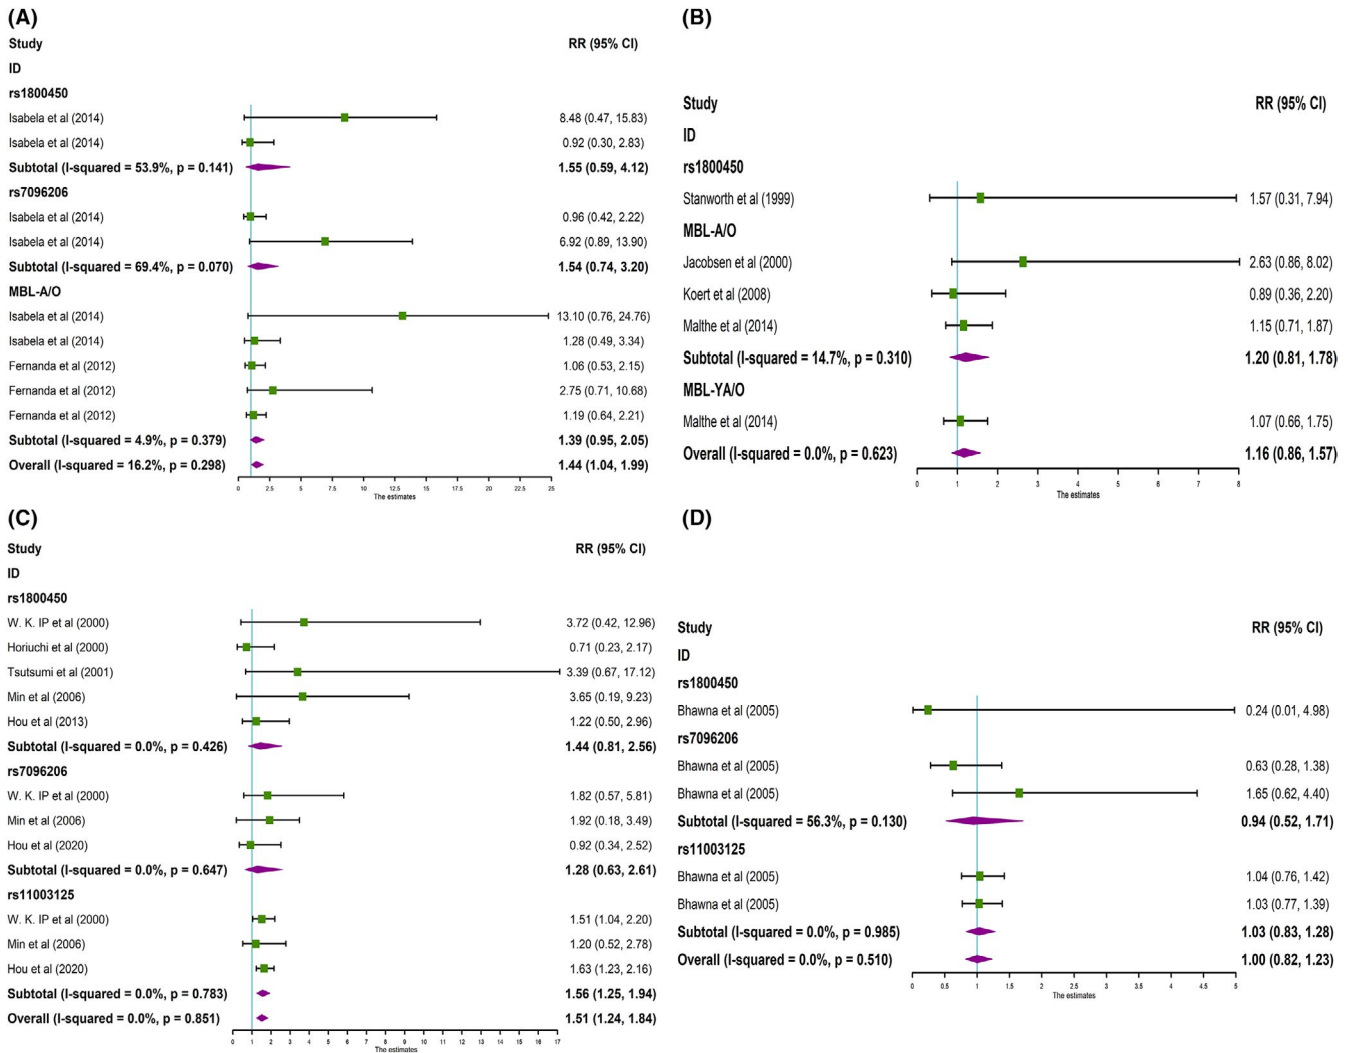 (A)
Study RR (95% CI)
ID
rs1800450
Isabela et al (2014) 8.48 (0.47, 15.83)
Isabela et al (2014) 0.92 (0.30, 2.83)
Subtotal (I-squared = 53.9%, p = 0.141) 1.55 (0.59, 4.12)
rs7096206
Isabela et al (2014) 0.96 (0.42, 2.22)
Isabela et al (2014) 6.92 (0.89, 13.90)
Subtotal (I-squared = 69.4%, p = 0.070) 1.54 (0.74, 3.20)
MBL-A/O
Isabela et al (2014) 13.10 (0.76, 24.76)
Isabela et al (2014) 1.28 (0.49, 3.34)
Fernanda et al (2012) 1.06 (0.53, 2.15)
Fernanda et al (2012) 2.75 (0.71, 10.68)
Fernanda et al (2012) 1.19 (0.64, 2.21)
Subtotal (I-squared = 4.9%, p = 0.379) 1.39 (0.95, 2.05)
Overall (I-squared = 16.2%, p = 0.298) 1.44 (1.04, 1.99)
0 2.5 5 7.5 10 12.5 15 17.5 20 22.5 25
The estimates
(B)
Study RR (95% CI)
ID
rs1800450
Stanworth et al (1999) 1.57 (0.31, 7.94)
MBL-A/O
Jacobsen et al (2000) 2.63 (0.86, 8.02)
Koert et al (2008) 0.89 (0.36, 2.20)
Malthe et al (2014) 1.15 (0.71, 1.87)
Subtotal (I-squared = 14.7%, p = 0.310) 1.20 (0.81, 1.78)
MBL-YA/O
Malthe et al (2014) 1.07 (0.66, 1.75)
Overall (I-squared = 0.0%, p = 0.623) 1.16 (0.86, 1.57)
0 1 2 3 4 5 6 7 8
The estimates
(C)
Study RR (95% CI)
ID
rs1800450
W. K. IP et al (2000) 3.72 (0.42, 12.96)
Horiuchi et al (2000) 0.71 (0.23, 2.17)
Tsutsumi et al (2001) 3.39 (0.67, 17.12)
Min et al (2006) 3.65 (0.19, 9.23)
Hou et al (2013) 1.22 (0.50, 2.96)
Subtotal (I-squared = 0.0%, p = 0.426) 1.44 (0.81, 2.56)
rs7096206
W. K. IP et al (2000) 1.82 (0.57, 5.81)
Min et al (2006) 1.92 (0.18, 3.49)
Hou et al (2020) 0.92 (0.34, 2.52)
Subtotal (I-squared = 0.0%, p = 0.647) 1.28 (0.63, 2.61)
rs11003125
W. K. IP et al (2000) 1.51 (1.04, 2.20)
Min et al (2006) 1.20 (0.52, 2.78)
Hou et al (2020) 1.63 (1.23, 2.16)
Subtotal (I-squared = 0.0%, p = 0.783) 1.56 (1.25, 1.94)
Overall (I-squared = 0.0%, p = 0.851) 1.51 (1.24, 1.84)
0 1 2 3 4 5 6 7 8 9 10 11 12 13 14 15 16 17
The estimates
(D)
Study RR (95% CI)
ID
rs1800450
Bhawna et al (2005) 0.24 (0.01, 4.98)
rs7096206
Bhawna et al (2005) 0.63 (0.28, 1.38)
Bhawna et al (2005) 1.65 (0.62, 4.40)
Subtotal (I-squared = 56.3%, p = 0.130) 0.94 (0.52, 1.71)
rs11003125
Bhawna et al (2005) 1.04 (0.76, 1.42)
Bhawna et al (2005) 1.03 (0.77, 1.39)
Subtotal (I-squared = 0.0%, p = 0.985) 1.03 (0.83, 1.28)
Overall (I-squared = 0.0%, p = 0.510) 1.00 (0.82, 1.23)
0 0.5 1 1.5 2 2.5 3 3.5 4 4.5 5
The estimates